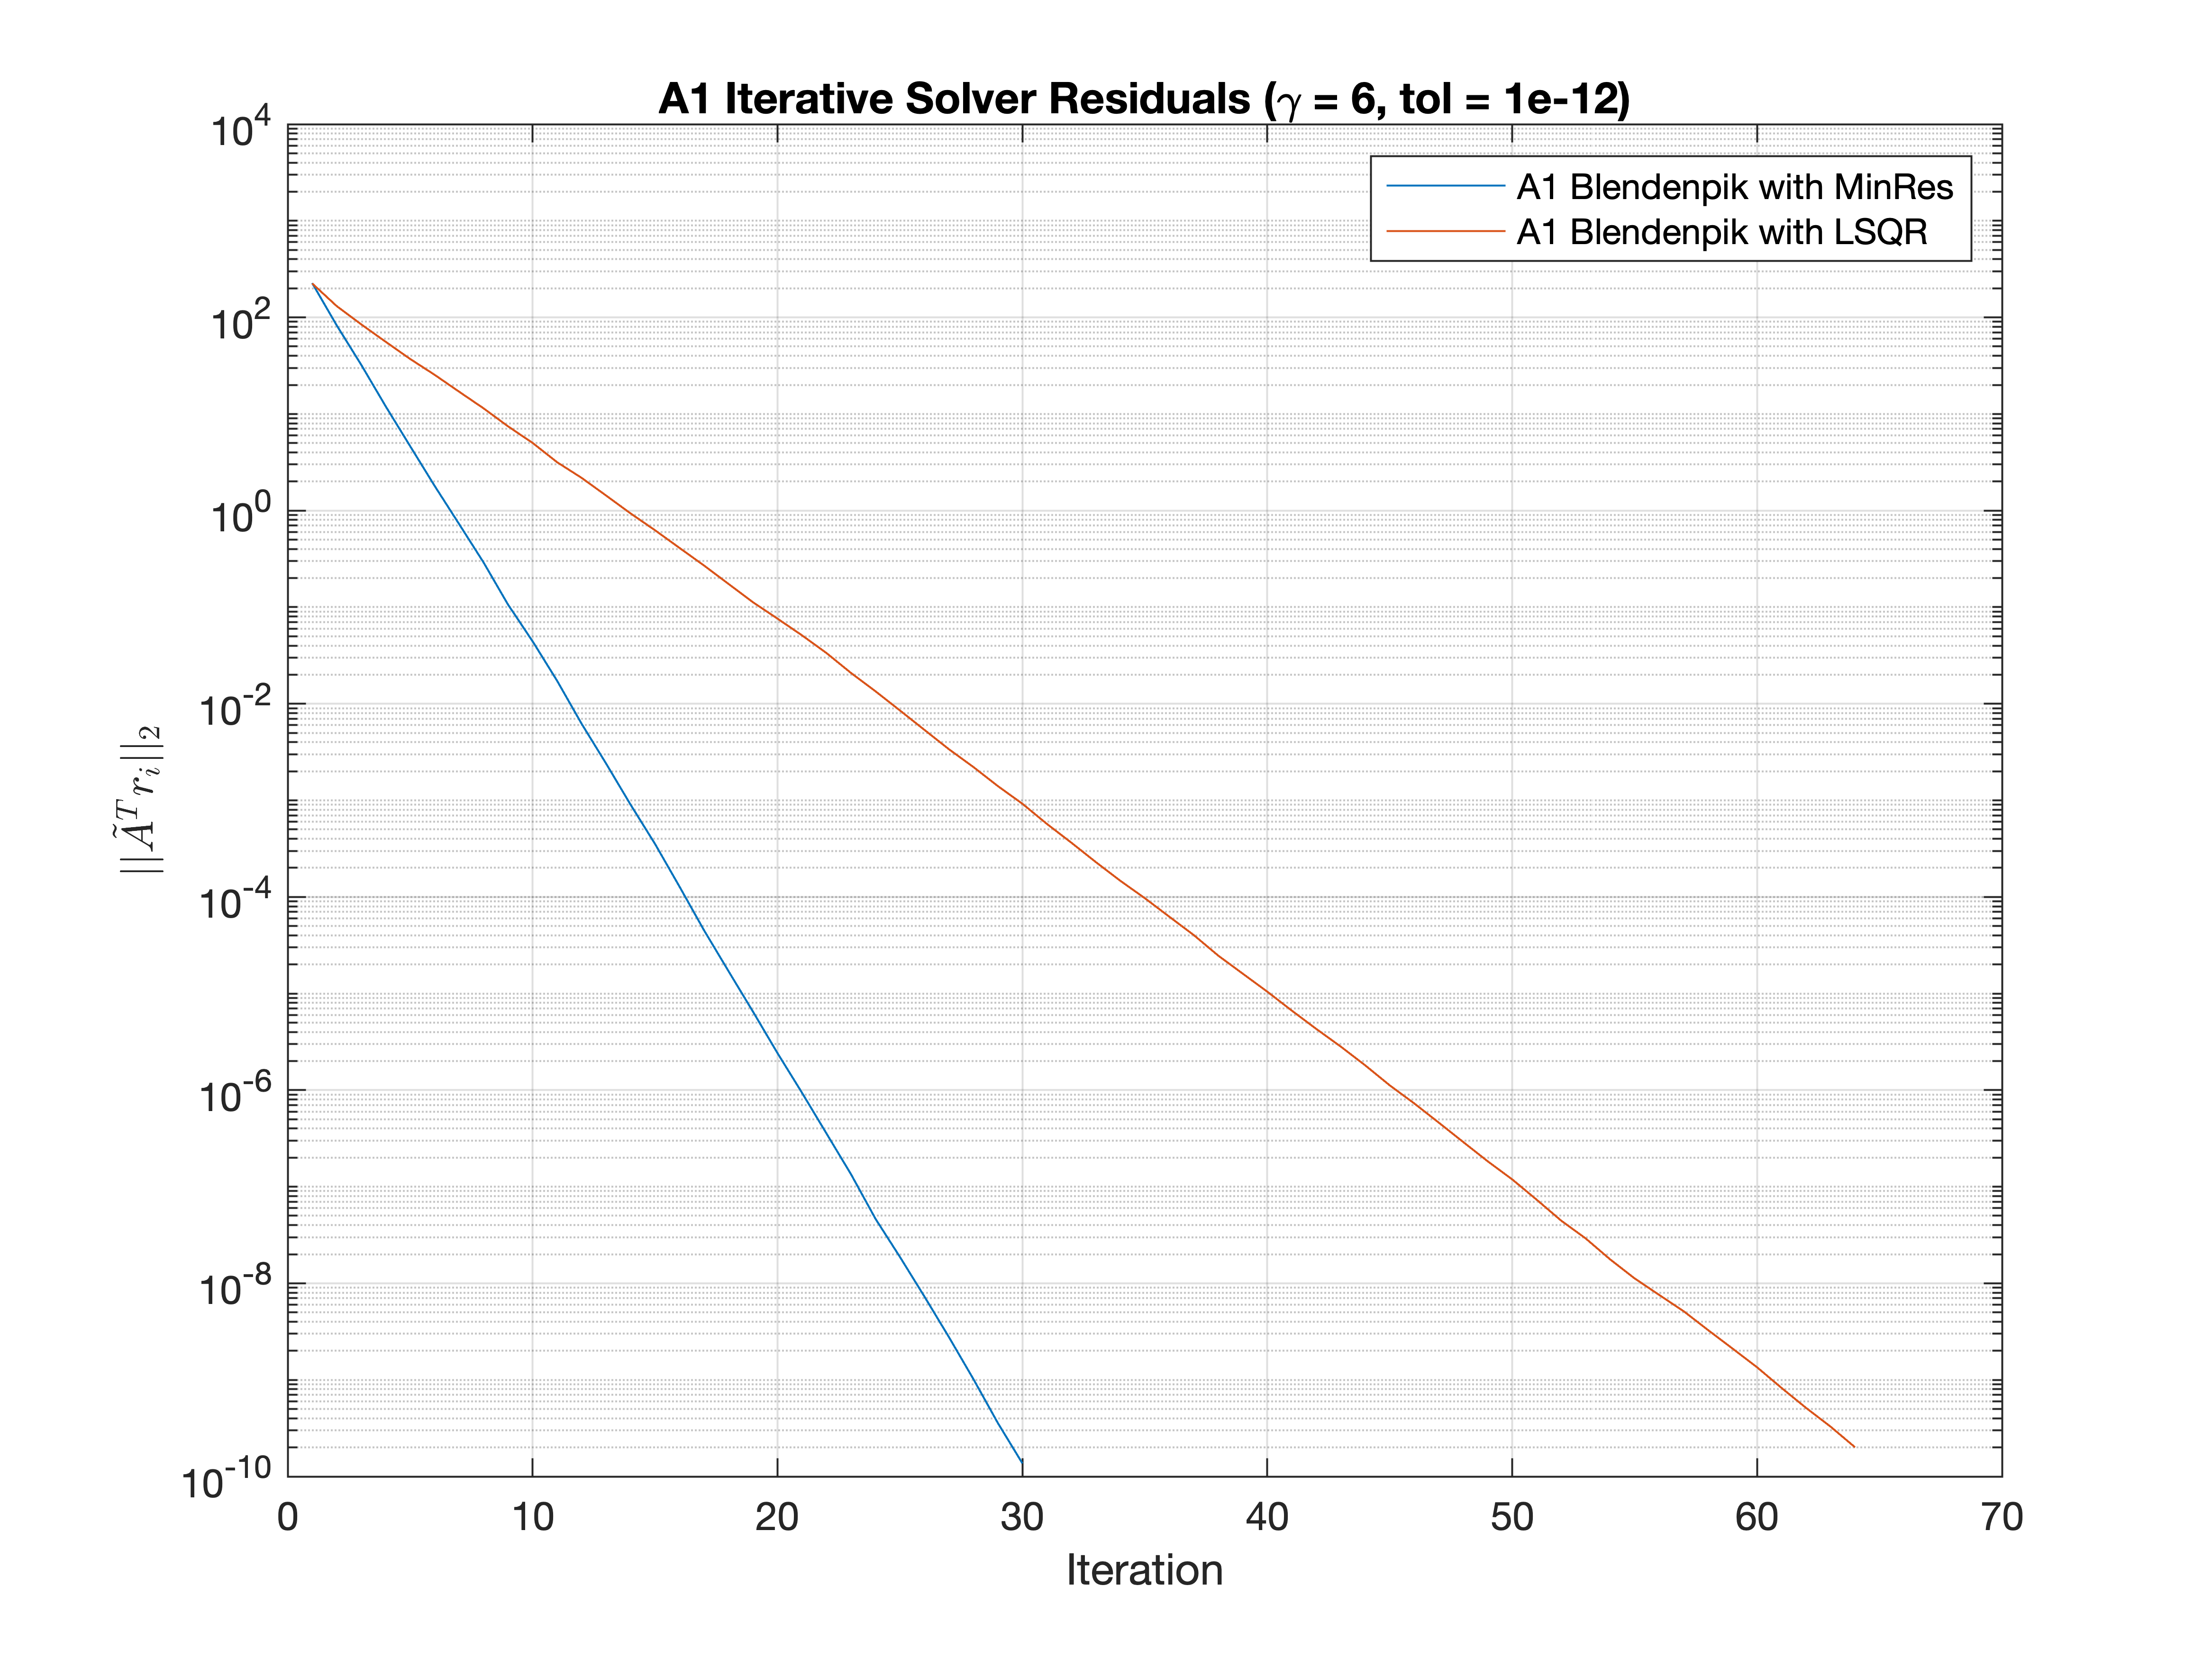 A1 Iterative Solver Residuals (γ = 6, tol = 1e-12)
A1 Blendenpik with MinRes
A1 Blendenpik with LSQR
10^4
10^2
10^0
10^-2
10^-4
10^-6
10^-8
10^-10
||Ã^T r_i||_2
0 10 20 30 40 50 60 70
Iteration